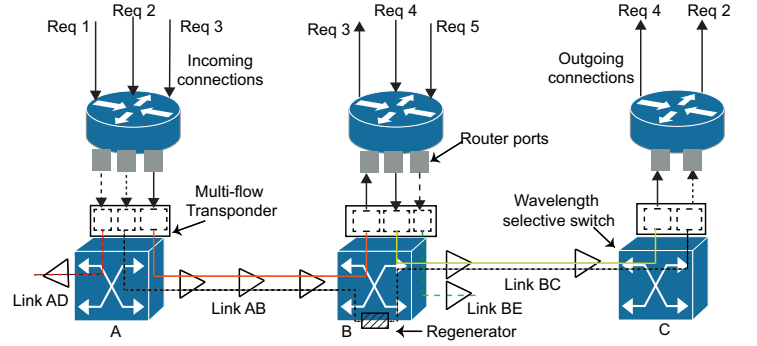 Req 1
Req 2
Req 3
Incoming
connections
Req 3
Req 4
Req 5
Req 4
Req 2
Outgoing
connections
Router ports
Multi-flow
Transponder
Wavelength
selective switch
Link AD
Link AB
Link BE
Link BC
A
B
Regenerator
C